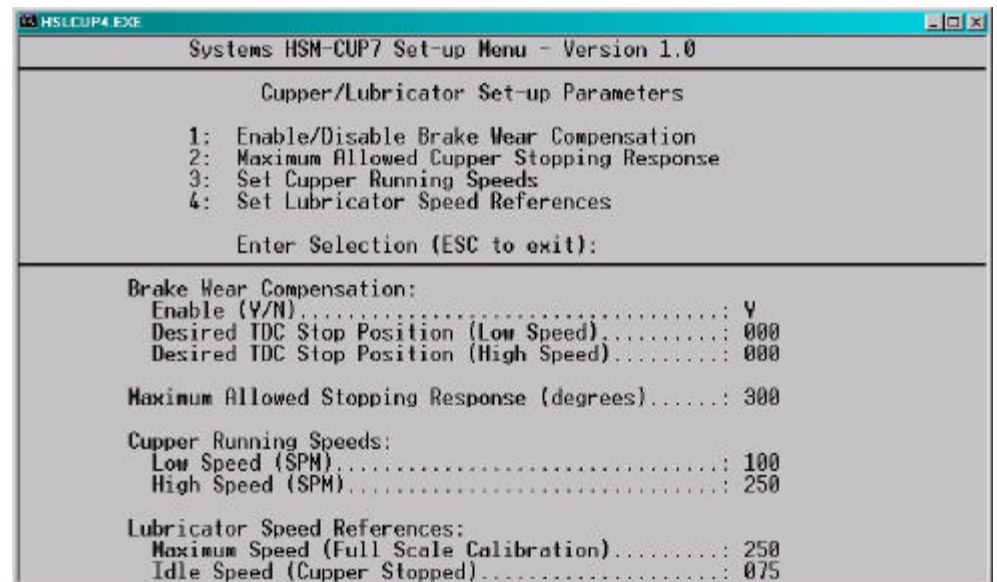 HSLCUP4.EXE
Systems HSM-CUP7 Set-up Menu - Version 1.0
Cupper/Lubricator Set-up Parameters
1: Enable/Disable Brake Wear Compensation
2: Maximum Allowed Cupper Stopping Response
3: Set Cupper Running Speeds
4: Set Lubricator Speed References
Enter Selection (ESC to exit):
Brake Wear Compensation:
Enable (Y/N)...................................: Y
Desired TDC Stop Position (Low Speed)..........: 000
Desired TDC Stop Position (High Speed).........: 000
Maximum Allowed Stopping Response (degrees)......: 300
Cupper Running Speeds:
Low Speed (SPM)................................: 100
High Speed (SPM)...............................: 250
Lubricator Speed References:
Maximum Speed (Full Scale Calibration).........: 250
Idle Speed (Cupper Stopped)....................: 075